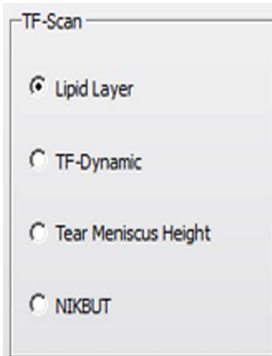 TF-Scan
Lipid Layer
TF-Dynamic
Tear Meniscus Height
NIKBUT